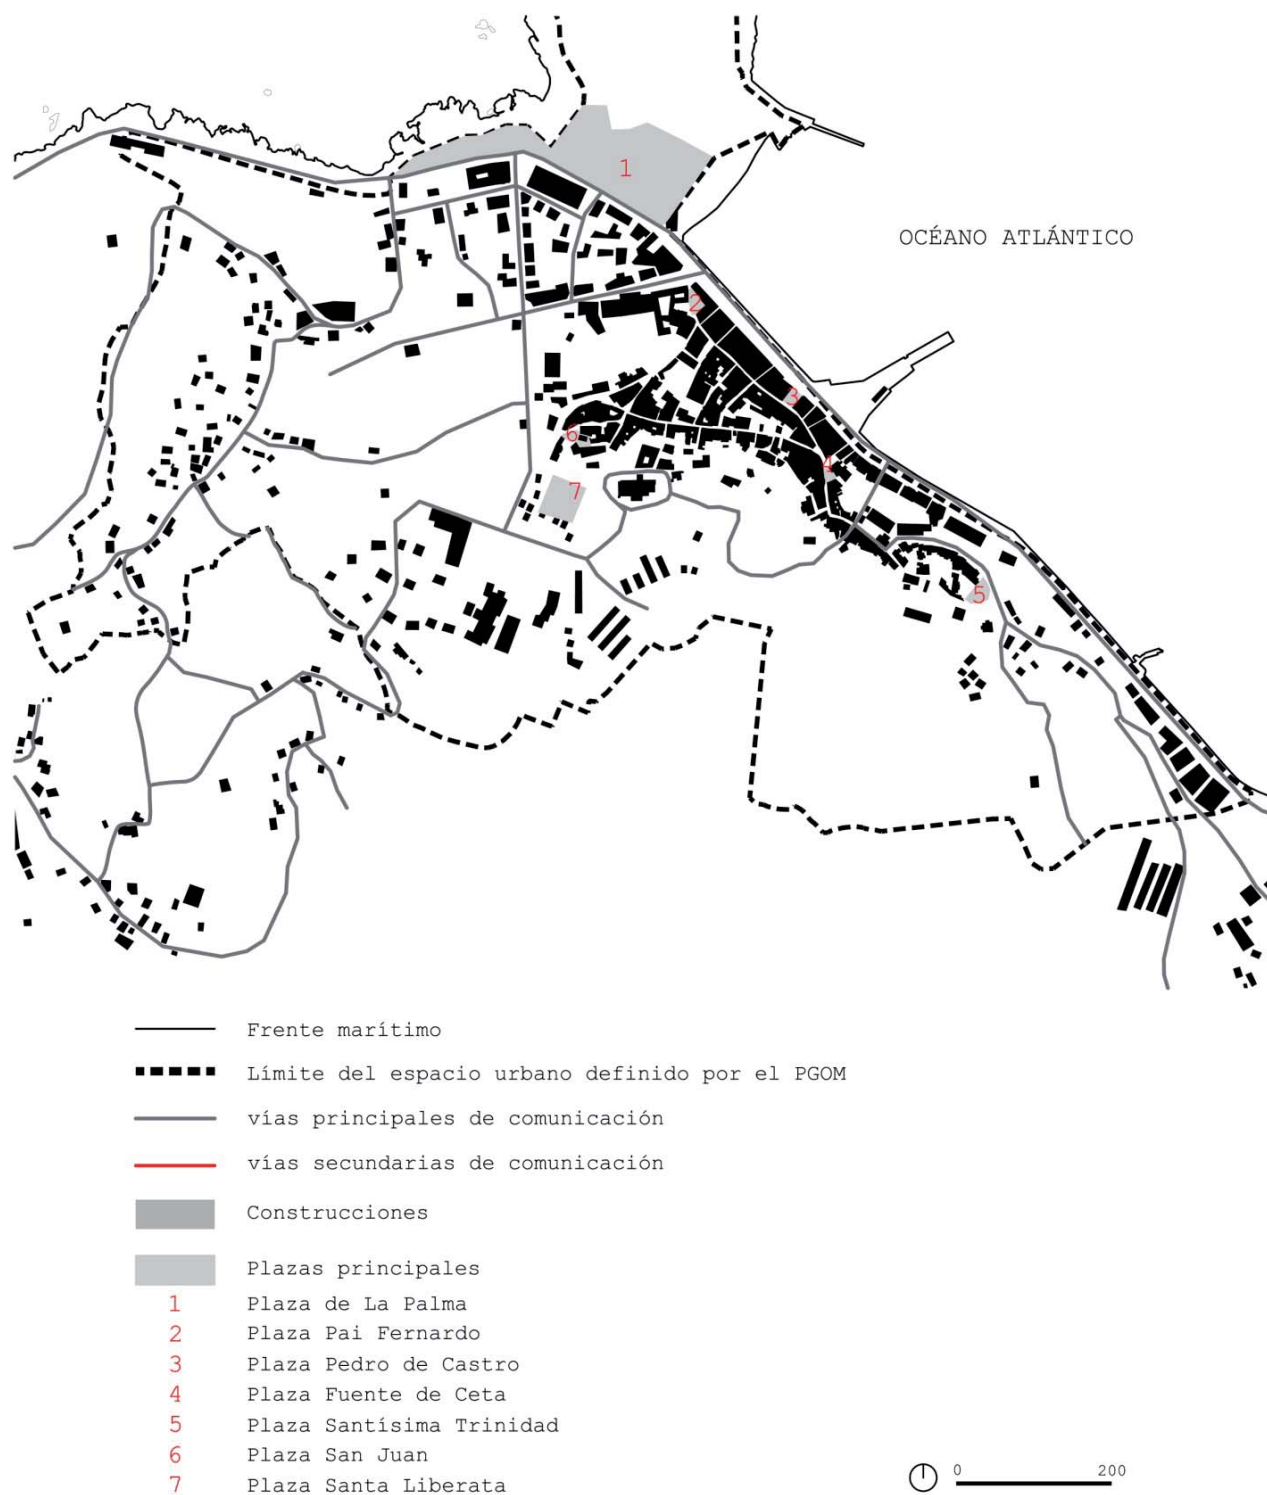 1
OCÉANO ATLÁNTICO
2
3
6
4
7
5
Frente marítimo
Límite del espacio urbano definido por el PGOM
vías principales de comunicación
vías secundarias de comunicación
Construcciones
Plazas principales
1 Plaza de La Palma
2 Plaza Pai Fernardo
3 Plaza Pedro de Castro
4 Plaza Fuente de Ceta
5 Plaza Santísima Trinidad
6 Plaza San Juan
7 Plaza Santa Liberata
0 200